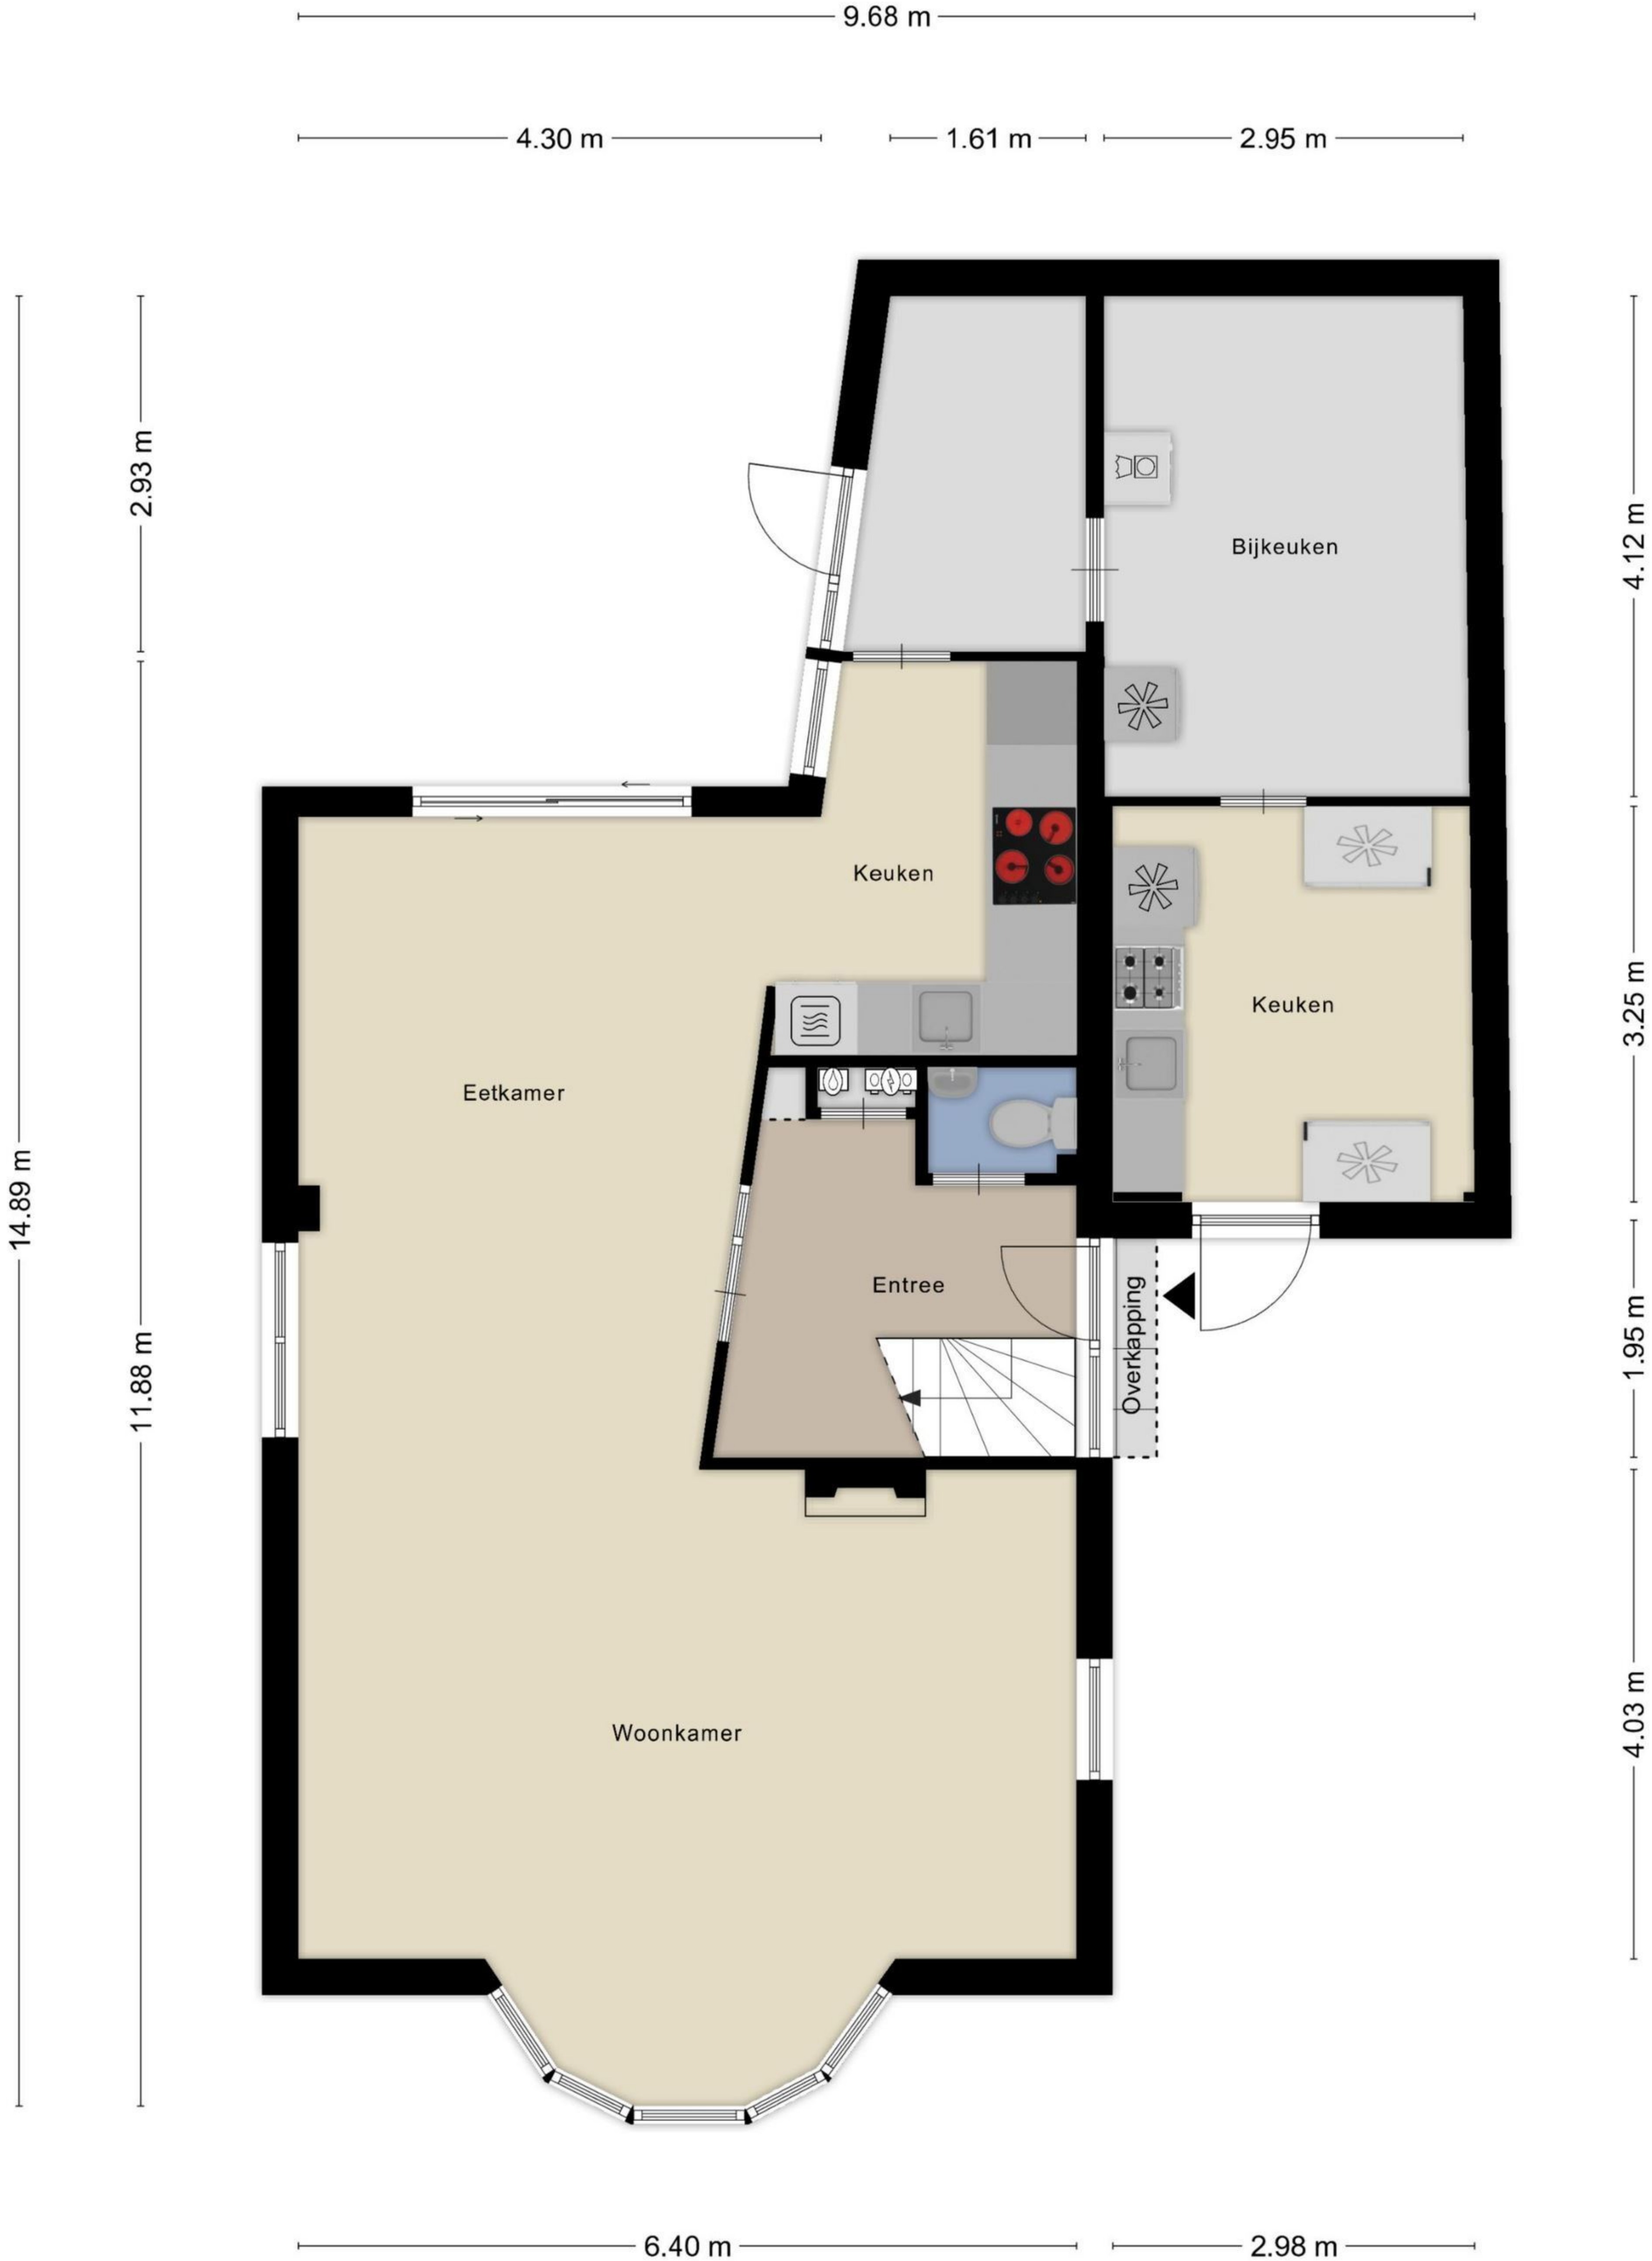 9.68 m
4.30 m
1.61 m
2.95 m
2.93 m
4.12 m
Bijkeuken
Keuken
Keuken
3.25 m
Eetkamer
14.89 m
Entree
Overkapping
1.95 m
11.88 m
Woonkamer
4.03 m
6.40 m
2.98 m